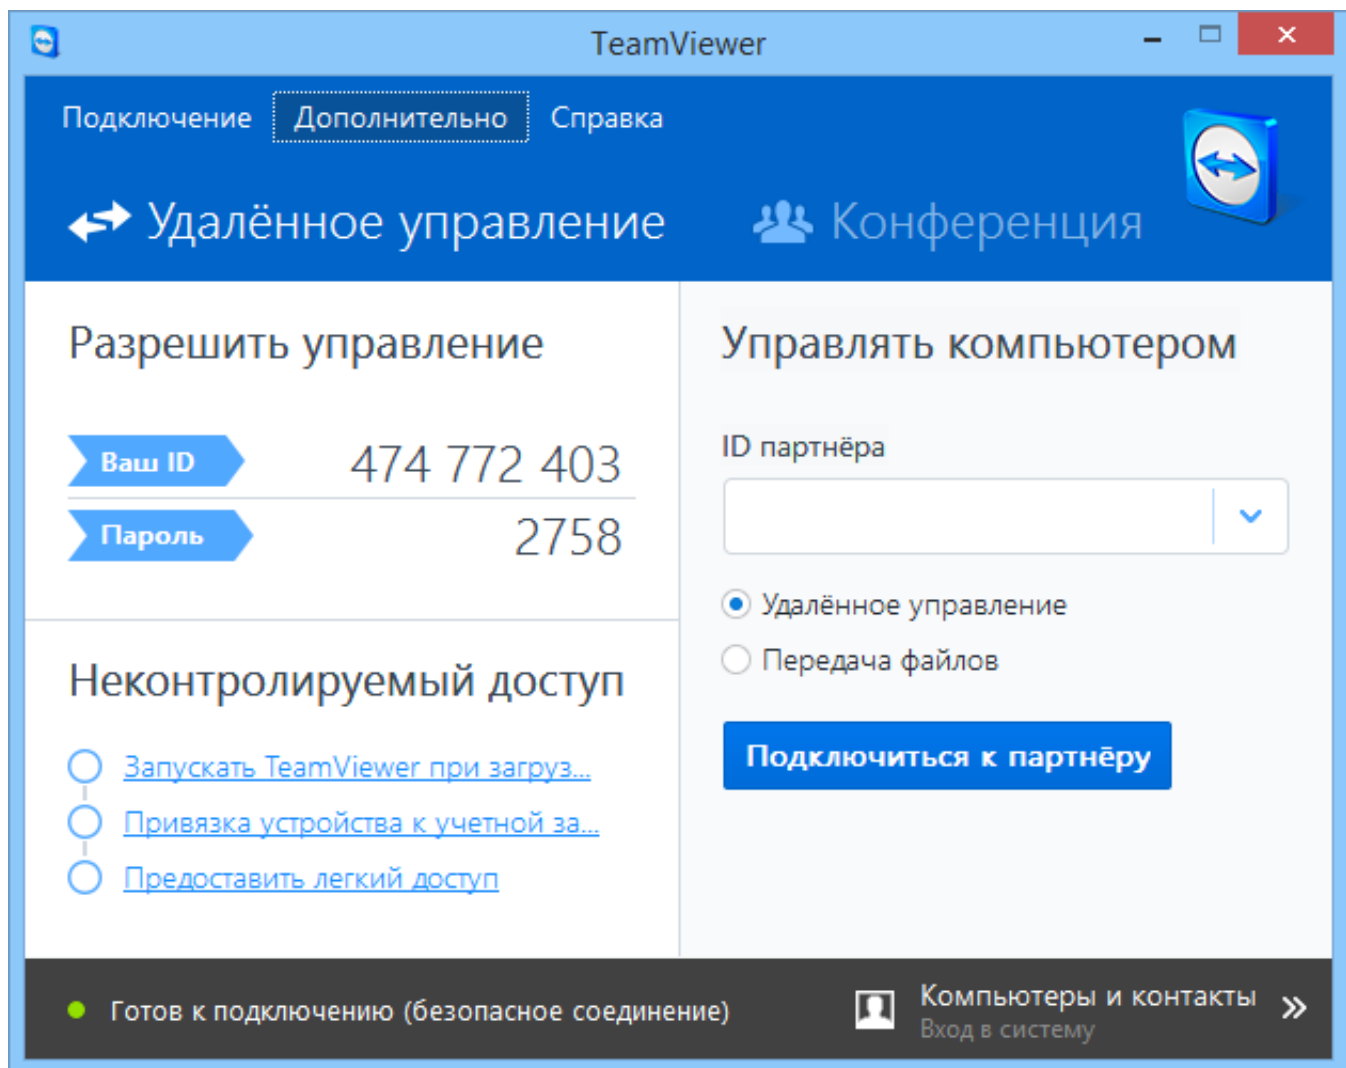 TeamViewer
Подключение Дополнительно Справка
Удалённое управление
Конференция
Разрешить управление
Ваш ID 474 772 403
Пароль 2758
Неконтролируемый доступ
Запускать TeamViewer при загруз...
Привязка устройства к учетной за...
Предоставить легкий доступ
Управлять компьютером
ID партнёра
Удалённое управление
Передача файлов
Подключиться к партнёру
Готов к подключению (безопасное соединение)
Компьютеры и контакты
Вход в систему